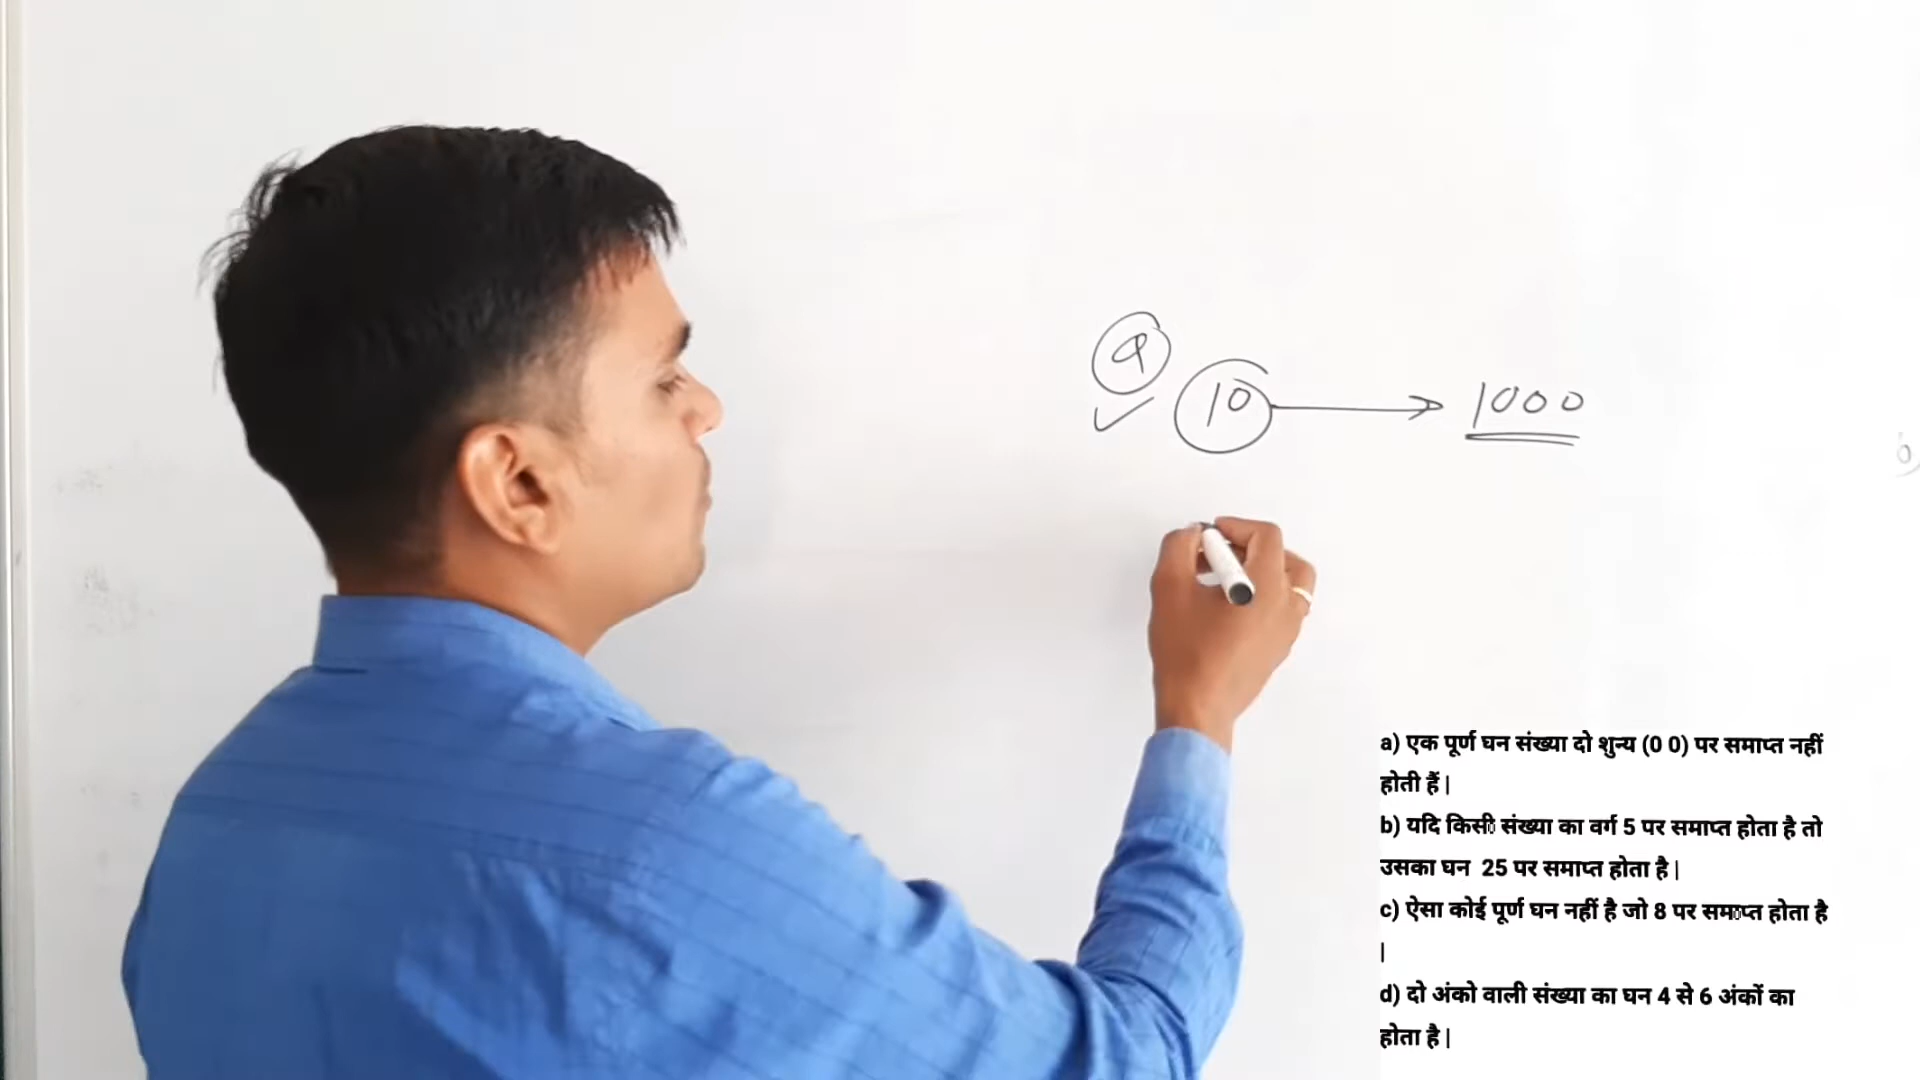 a
10 → 1000
b)
a) एक पूर्ण घन संख्या दो शुन्य (0 0) पर समाप्त नहीं
होती हैं |
b) यदि किसी संख्या का वर्ग 5 पर समाप्त होता है तो
उसका घन 25 पर समाप्त होता है |
c) ऐसा कोई पूर्ण घन नहीं है जो 8 पर समाप्त होता है
|
d) दो अंको वाली संख्या का घन 4 से 6 अंकों का
होता है |